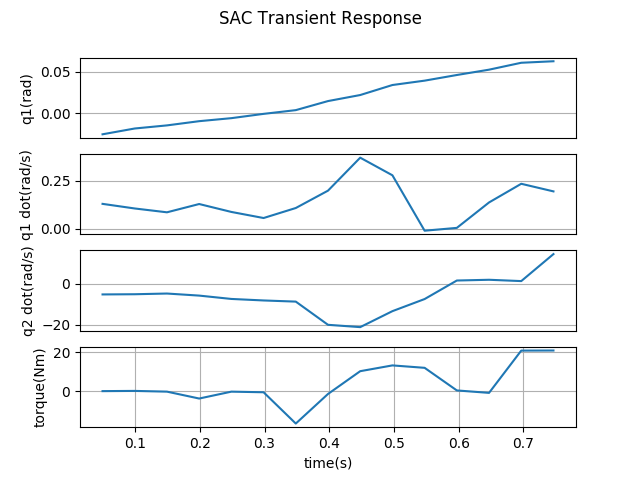 SAC Transient Response
q1(rad)
0.05
0.00
q1 dot(rad/s)
0.25
0.00
q2 dot(rad/s)
0
−20
torque(Nm)
20
0
0.1 0.2 0.3 0.4 0.5 0.6 0.7
time(s)